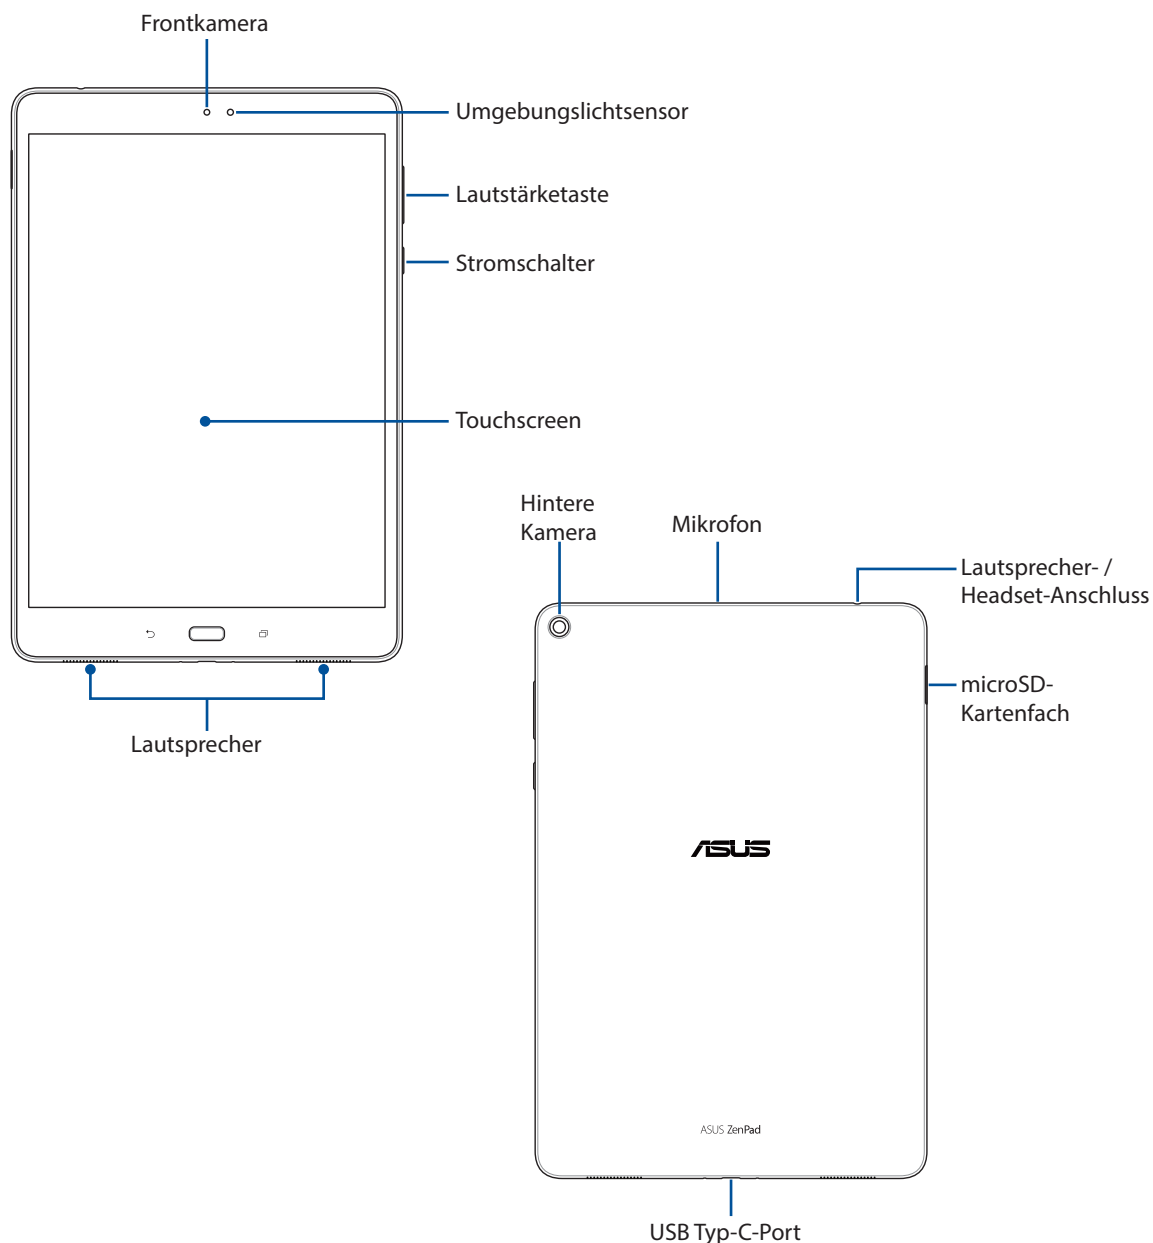 Frontkamera
Umgebungslichtsensor
Lautstärketaste
Stromschalter
Touchscreen
Lautsprecher
Hintere
Kamera
Mikrofon
Lautsprecher- /
Headset-Anschluss
microSD-
Kartenfach
ASUS
ASUS ZenPad
USB Typ-C-Port